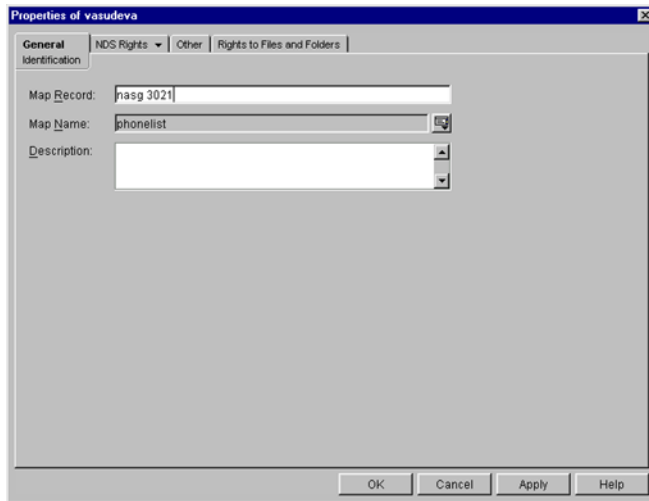 Properties of vasudeva
General NDS Rights Other Rights to Files and Folders
Identification
Map Record: nasg 3021
Map Name: phonelist
Description:
OK Cancel Apply Help